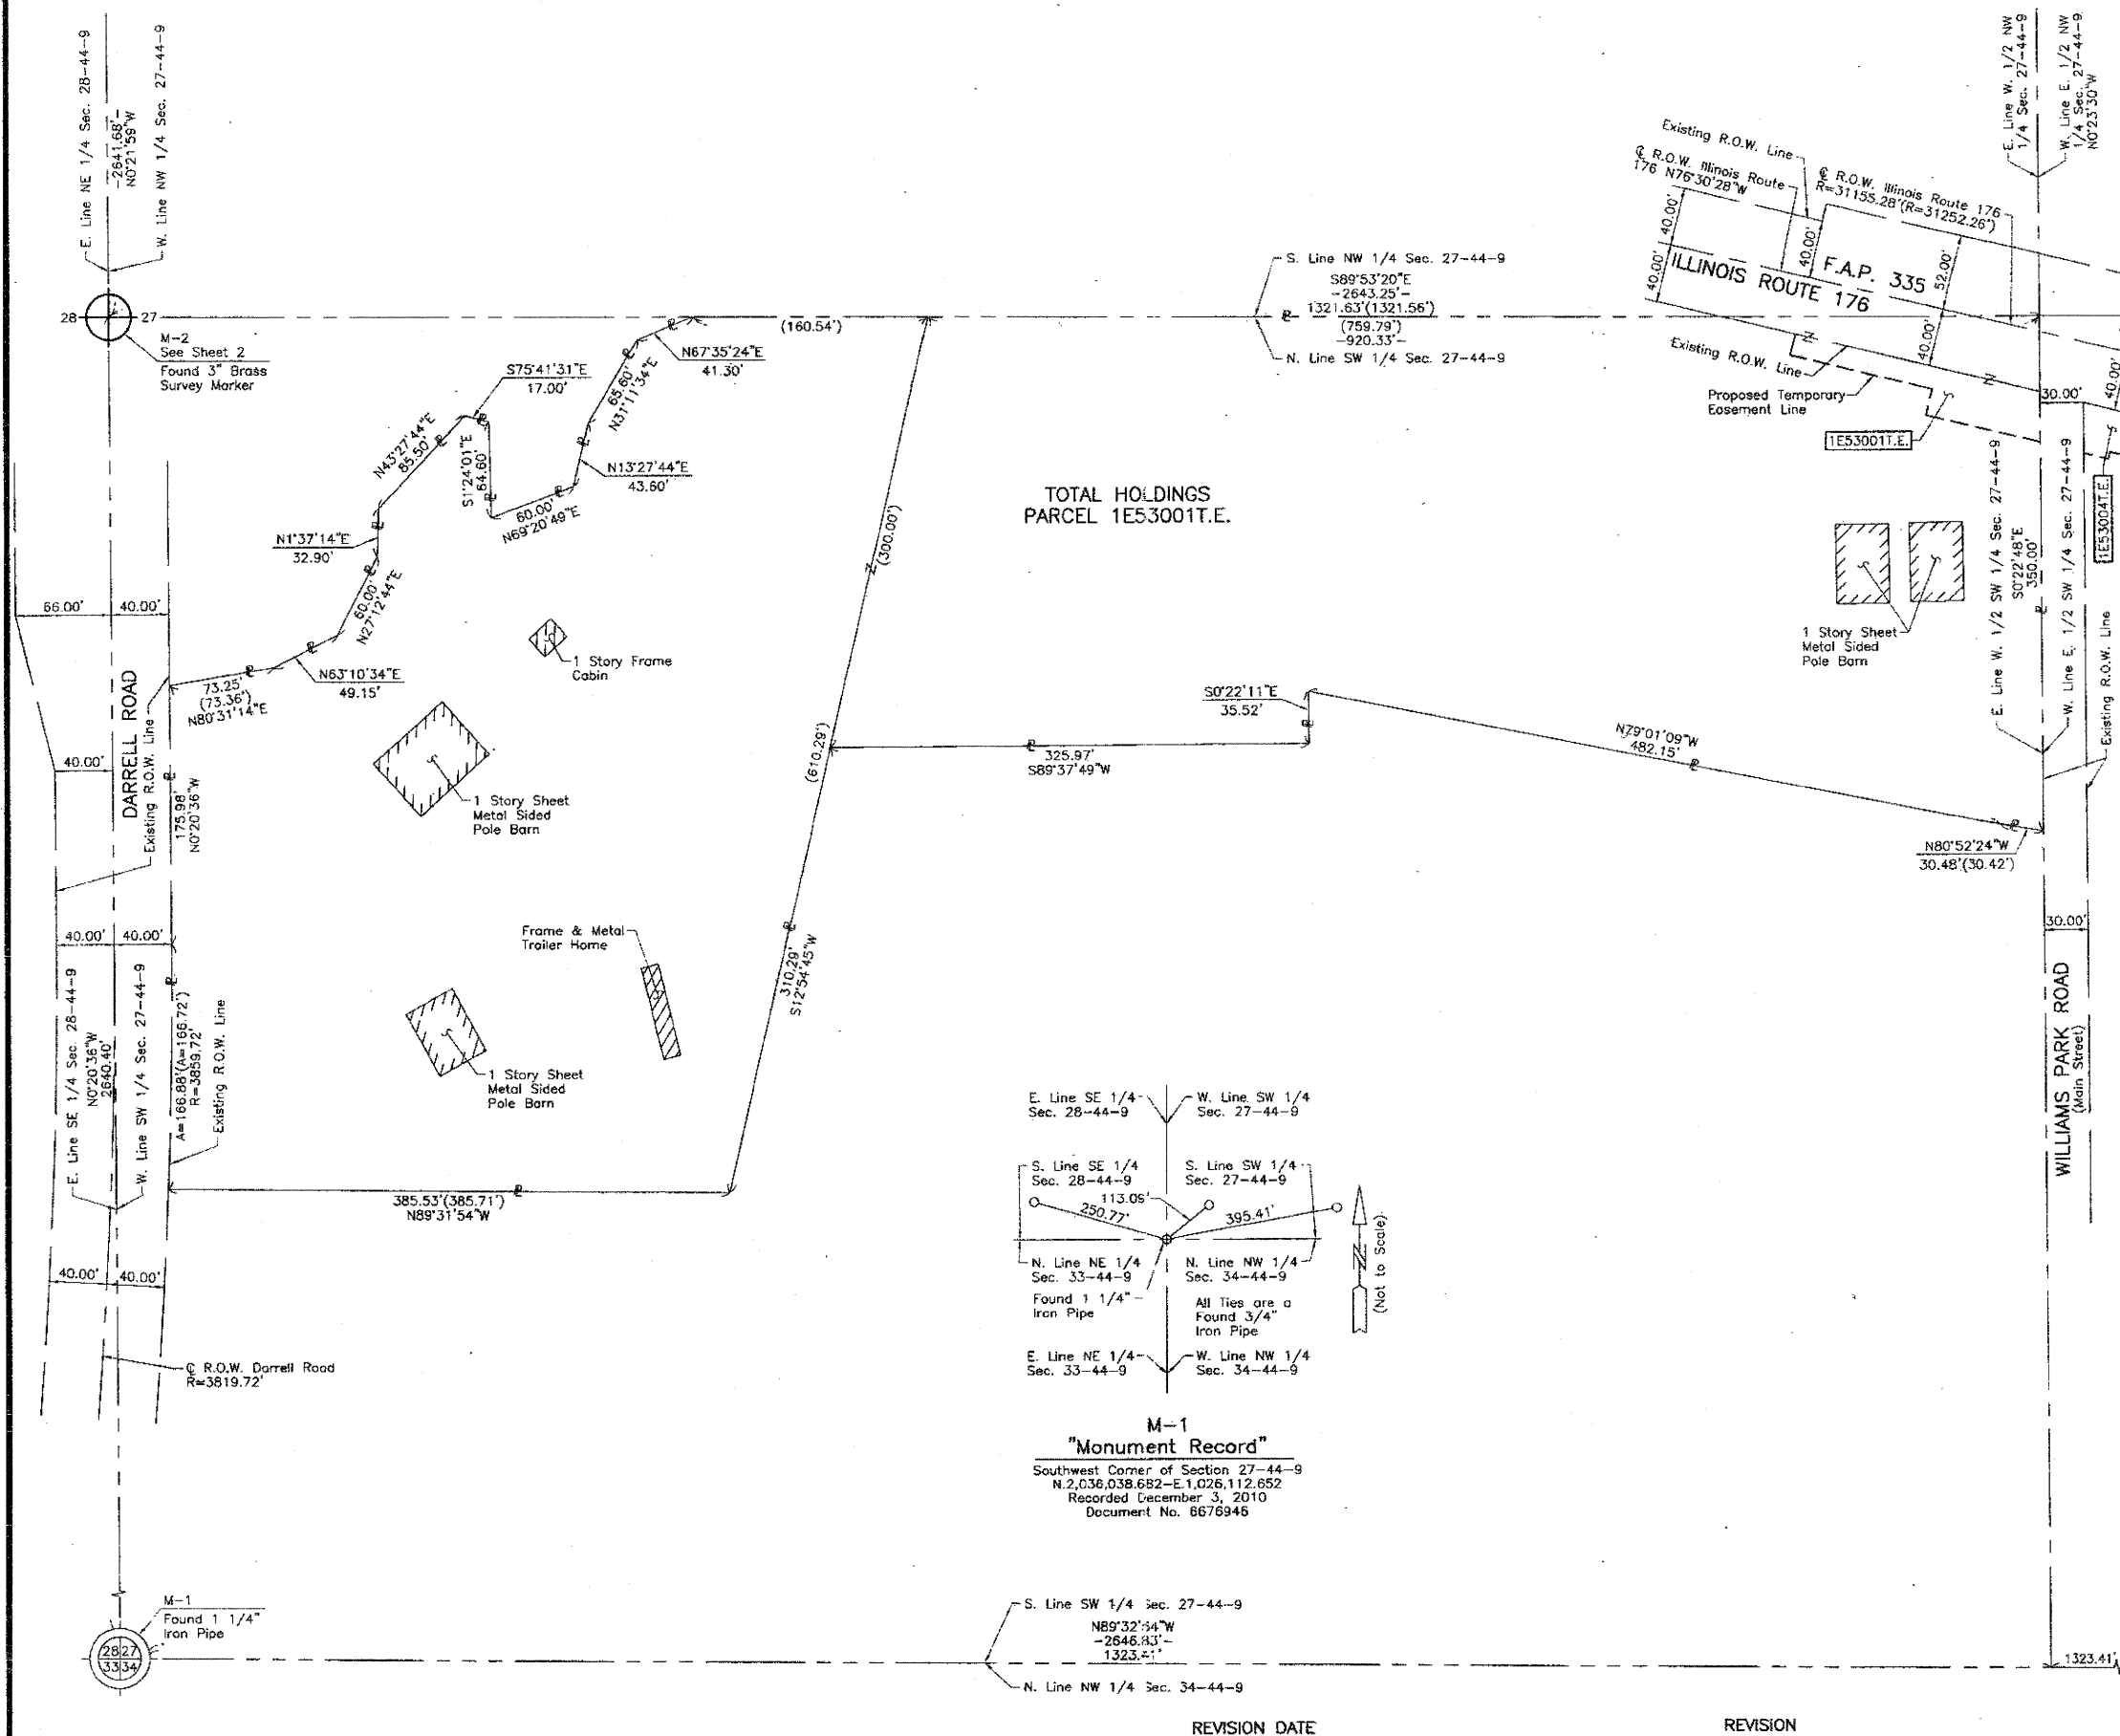 E. Line NE 1/4 Sec. 28-44-9
-2641.68'-
N0°21'59"W
W. Line NW 1/4 Sec. 27-44-9
28
27
M-2
See Sheet 2
Found 3" Brass
Survey Marker
S75°41'31"E
17.00'
N67°35'24"E
41.30'
(160.54')
65.60'
N31°11'34"E
N43°27'44"E
85.50'
S1°24'01"E
64.60'
N13°27'44"E
43.60'
60.00'
N69°20'49"E
N1°37'14"E
32.90'
60.00'
N27°12'44"E
N63°10'34"E
49.15'
73.25'
(73.36')
N80°31'14"E
66.00'
40.00'
DARRELL ROAD
Existing R.O.W. Line
40.00'
175.98'
N0°20'36"W
40.00'
40.00'
E. Line SE 1/4 Sec. 28-44-9
N0°20'36"W
2640.40'
W. Line SW 1/4 Sec. 27-44-9
A=166.88'(A=166.72')
R=3859.72'
Existing R.O.W. Line
40.00'
40.00'
℄ R.O.W. Darrell Road
R=3819.72'
1 Story Frame
Cabin
1 Story Sheet
Metal Sided
Pole Barn
Frame & Metal
Trailer Home
1 Story Sheet
Metal Sided
Pole Barn
385.53'(385.71')
N89°31'54"W
(300.00')
(610.29')
310.29'
S12°54'45"W
S. Line NW 1/4 Sec. 27-44-9
S89°53'20"E
-2643.25'-
1321.63'(1321.56')
(759.79')
-920.33'-
N. Line SW 1/4 Sec. 27-44-9
TOTAL HOLDINGS
PARCEL 1E53001T.E.
S0°22'11"E
35.52'
325.97'
S89°37'49"W
N79°01'09"W
482.15'
N80°52'24"W
30.48'(30.42')
Existing R.O.W. Line
℄ R.O.W. Illinois Route
176 N76°30'28"W
℄ R.O.W. Illinois Route 176
R=31155.28'(R=31252.26')
40.00'
40.00'
40.00'
52.00'
40.00'
ILLINOIS ROUTE 176
F.A.P. 335
Existing R.O.W. Line
Proposed Temporary
Easement Line
1E53001T.E.
E. Line W. 1/2 NW
1/4 Sec. 27-44-9
W. Line E. 1/2 NW
1/4 Sec. 27-44-9
N0°23'30"W
30.00'
40.00'
1E53004T.E.
1 Story Sheet
Metal Sided
Pole Barn
E. Line W. 1/2 SW 1/4 Sec. 27-44-9
S0°22'48"E
350.00'
W. Line E. 1/2 SW 1/4 Sec. 27-44-9
Existing R.O.W. Line
30.00'
WILLIAMS PARK ROAD
(Main Street)
E. Line SE 1/4
Sec. 28-44-9
W. Line SW 1/4
Sec. 27-44-9
S. Line SE 1/4
Sec. 28-44-9
S. Line SW 1/4
Sec. 27-44-9
250.77'
395.41'
N. Line NE 1/4
Sec. 33-44-9
N. Line NW 1/4
Sec. 34-44-9
Found 1 1/4"
Iron Pipe
All Ties are a
Found 3/4"
Iron Pipe
E. Line NE 1/4
Sec. 33-44-9
W. Line NW 1/4
Sec. 34-44-9
(Not to Scale)
M-1
"Monument Record"
Southwest Corner of Section 27-44-9
N.2,036,038.682-E.1,026,112.652
Recorded December 3, 2010
Document No. 6676946
M-1
Found 1 1/4"
Iron Pipe
28 27
33 34
S. Line SW 1/4 Sec. 27-44-9
-2646.83'-
N. Line NW 1/4 Sec. 34-44-9
1323.41'
REVISION DATE
REVISION